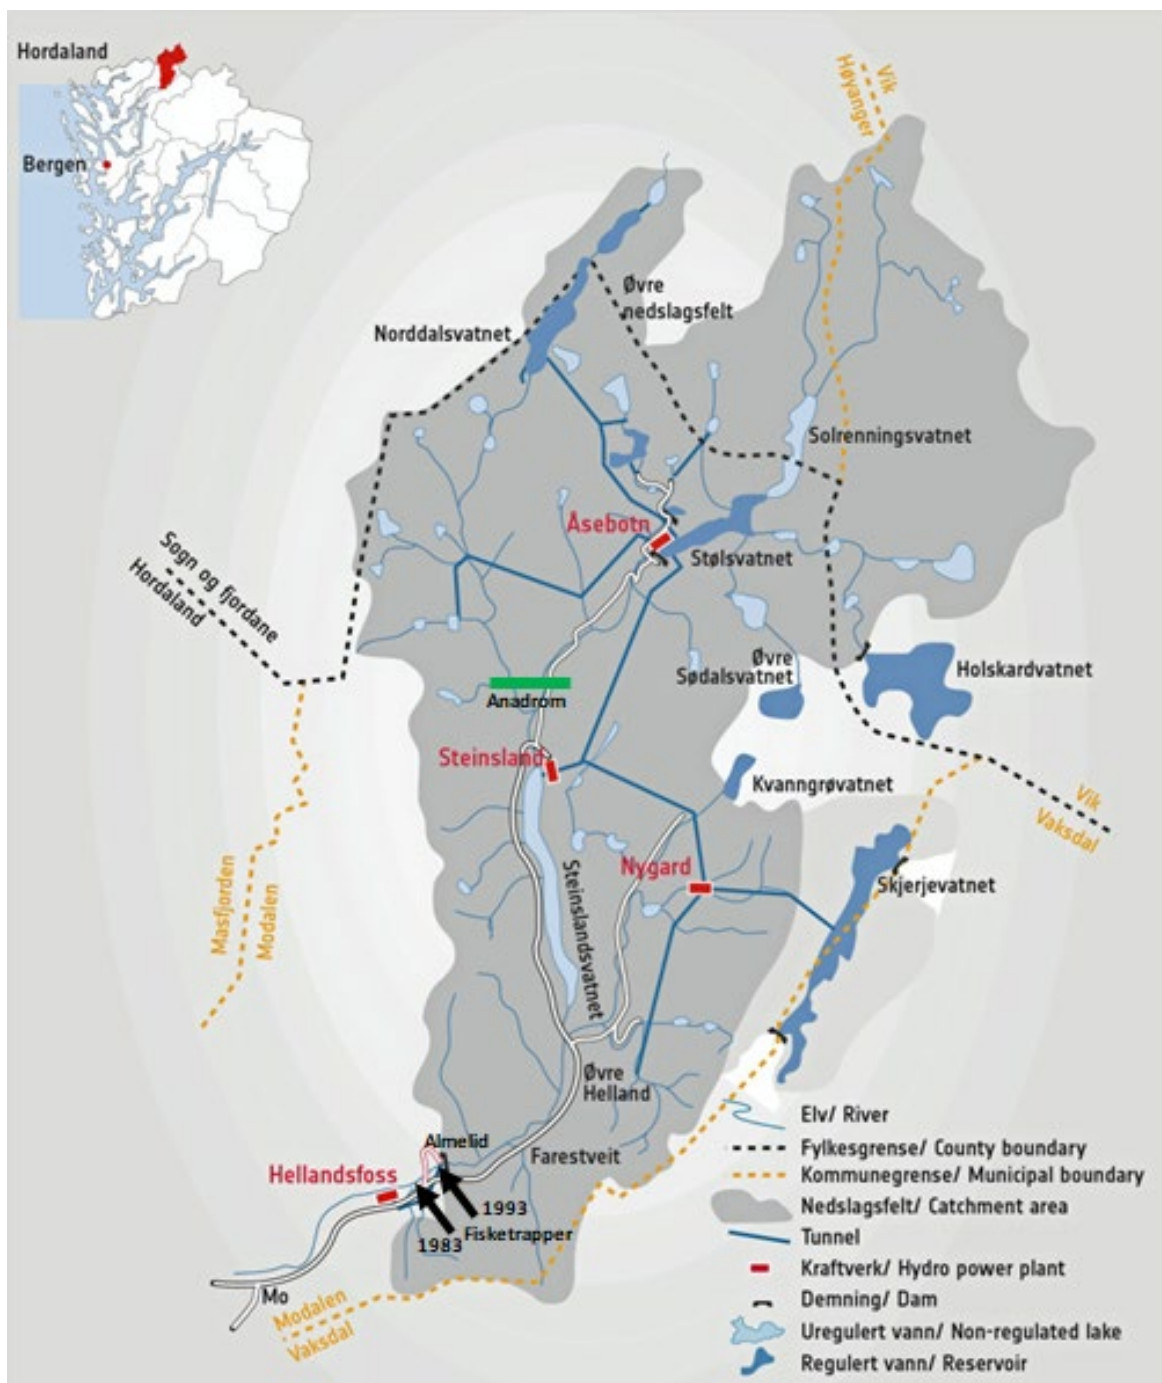 Hordaland
Bergen
Vik
Høyanger
Øvre
nedslagsfelt
Norddalsvatnet
Solrenningsvatnet
Åsebotn
Stølsvatnet
Sogn og fjordane
Hordaland
Øvre
Sødalsvatnet
Holskardvatnet
Anadrom
Steinsland
Kvanngrøvatnet
Vik
Vaksdal
Nygard
Skjerjevatnet
Masfjorden
Modalen
Steinslandsvatnet
Øvre
Helland
Almelid
Farestveit
Hellandsfoss
1993
Fisketrapper
1983
Mo
Modalen
Vaksdal
Elv/ River
Fylkesgrense/ County boundary
Kommunegrense/ Municipal boundary
Nedslagsfelt/ Catchment area
Tunnel
Kraftverk/ Hydro power plant
Demning/ Dam
Uregulert vann/ Non-regulated lake
Regulert vann/ Reservoir